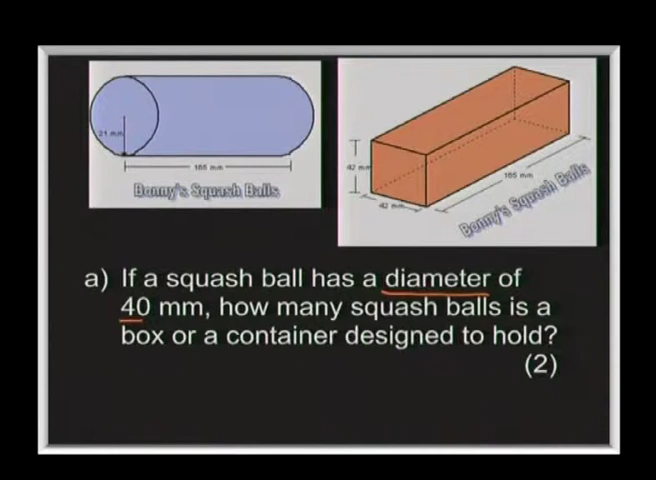 21 mm
165 mm
Bonny's Squash Balls
42 mm
42 mm
165 mm
Bonny's Squash Balls
a) If a squash ball has a diameter of
40 mm, how many squash balls is a
box or a container designed to hold?
(2)